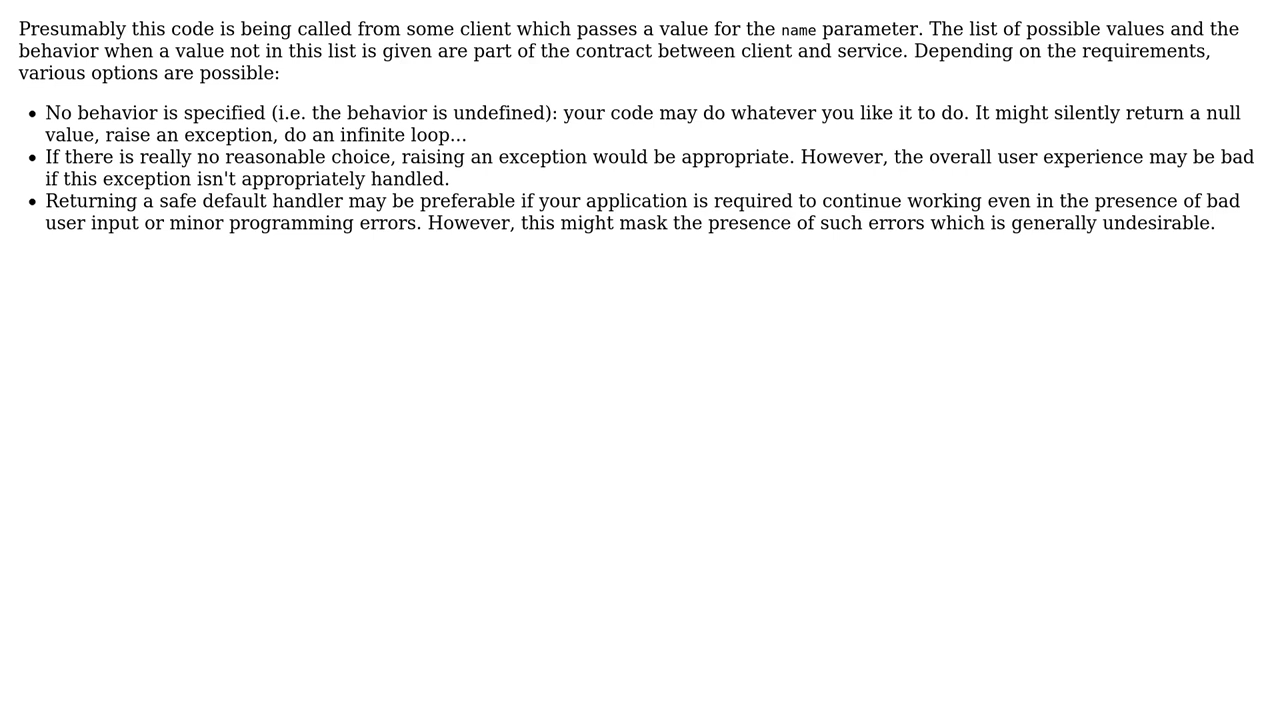 Presumably this code is being called from some client which passes a value for the name parameter. The list of possible values and the
behavior when a value not in this list is given are part of the contract between client and service. Depending on the requirements,
various options are possible:
• No behavior is specified (i.e. the behavior is undefined): your code may do whatever you like it to do. It might silently return a null
value, raise an exception, do an infinite loop...
• If there is really no reasonable choice, raising an exception would be appropriate. However, the overall user experience may be bad
if this exception isn't appropriately handled.
• Returning a safe default handler may be preferable if your application is required to continue working even in the presence of bad
user input or minor programming errors. However, this might mask the presence of such errors which is generally undesirable.